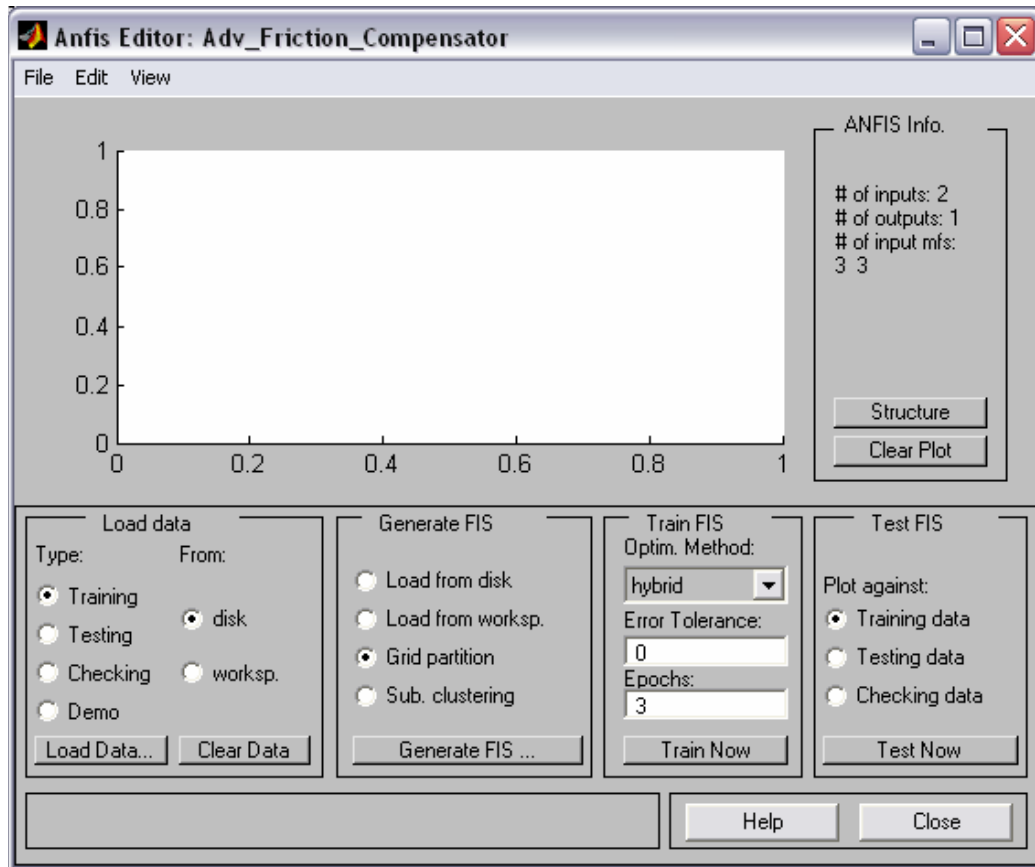 Anfis Editor: Adv_Friction_Compensator
File Edit View
ANFIS Info.
# of inputs: 2
# of outputs: 1
# of input mfs:
3 3
Structure
Clear Plot
1
0.8
0.6
0.4
0.2
0
0 0.2 0.4 0.6 0.8 1
Load data
Type: From:
Training
disk
Testing
Checking
worksp.
Demo
Load Data... Clear Data
Generate FIS
Load from disk
Load from worksp.
Grid partition
Sub. clustering
Generate FIS ...
Train FIS
Optim. Method:
hybrid
Error Tolerance:
0
Epochs:
3
Train Now
Test FIS
Plot against:
Training data
Testing data
Checking data
Test Now
Help Close